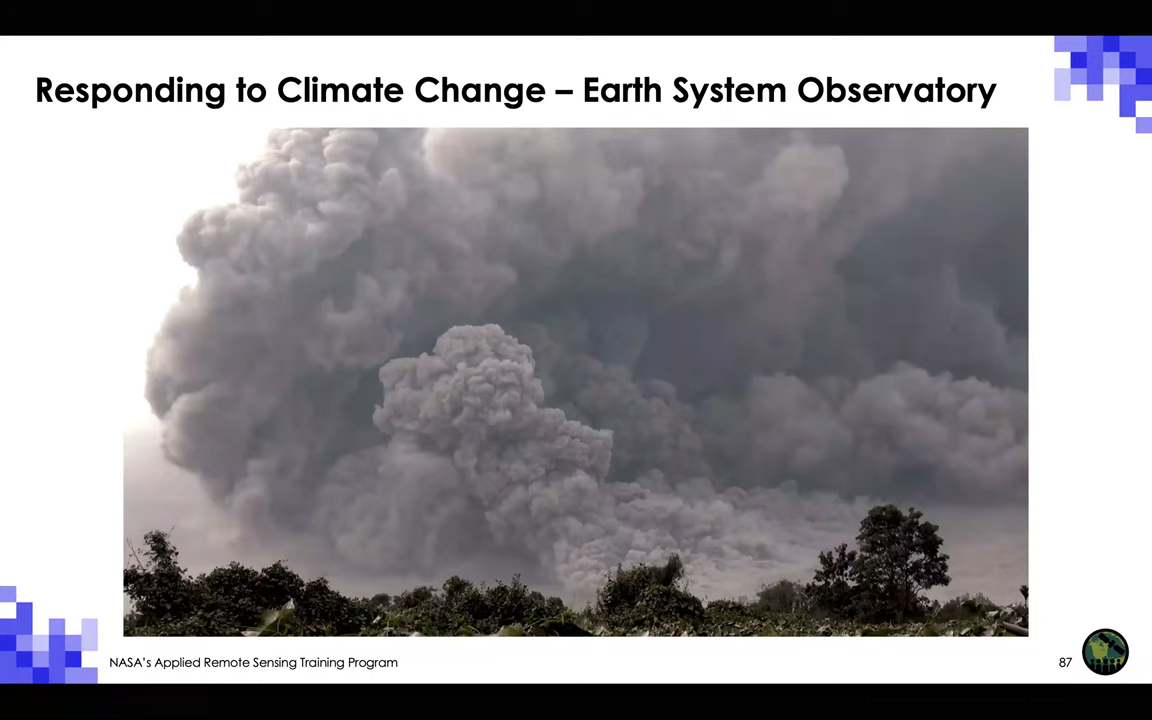 Responding to Climate Change – Earth System Observatory
NASA's Applied Remote Sensing Training Program
87